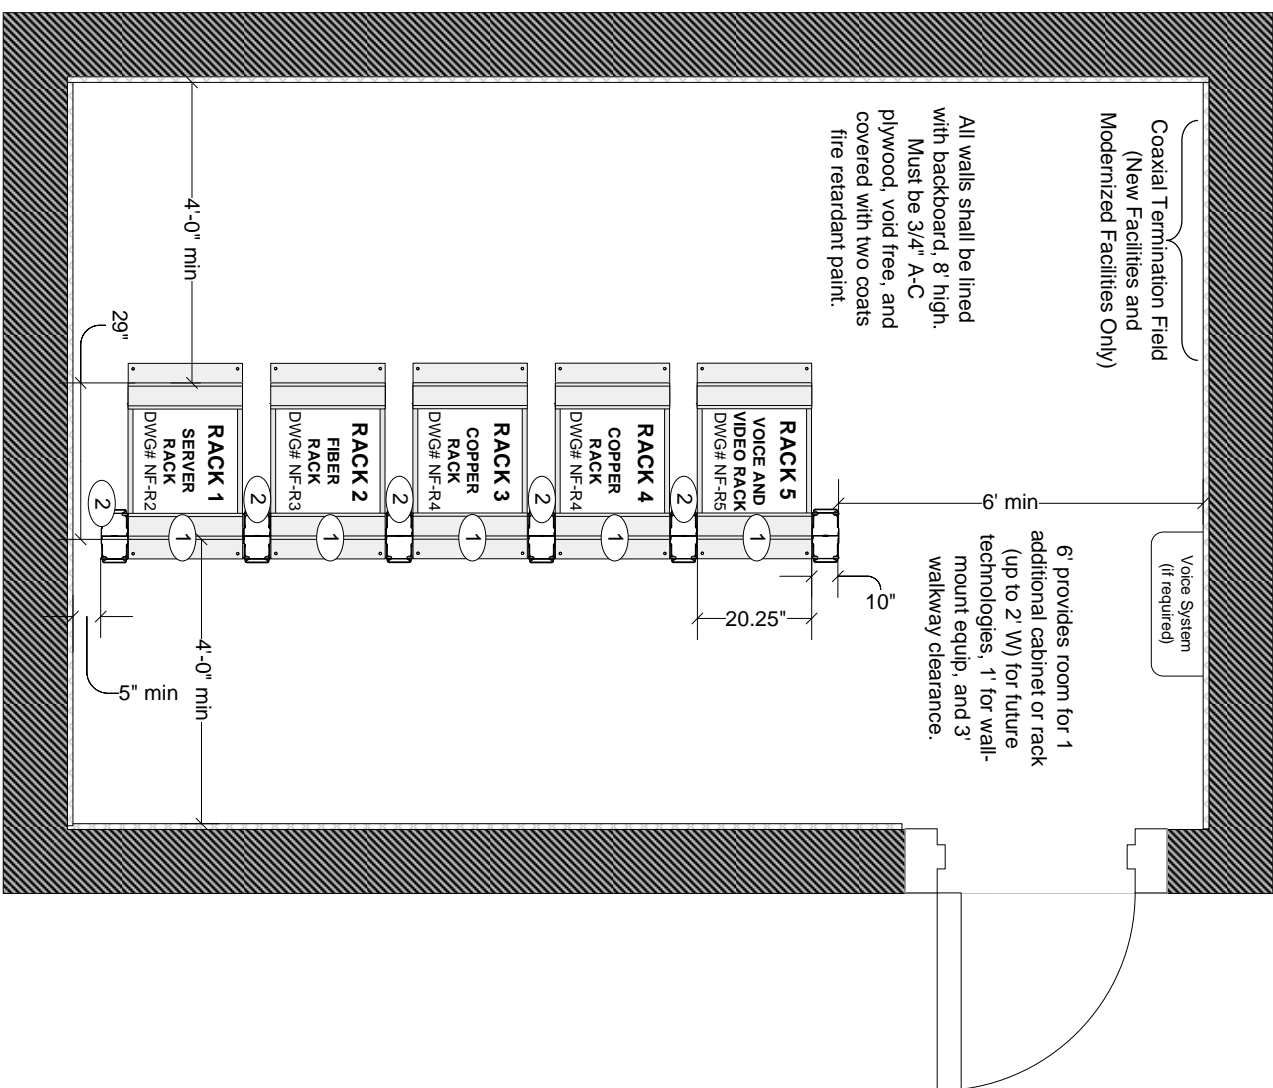 Coaxial Termination Field
(New Facilities and
Modernized Facilities Only)
All walls shall be lined
with backboard, 8' high.
Must be 3/4" A-C
plywood, void free, and
covered with two coats
fire retardant paint.
4'-0" min
29"
Voice System
(if required)
6' min
6' provides room for 1
additional cabinet or rack
(up to 2' W) for future
technologies, 1' for wall-
mount equip, and 3'
walkway clearance.
RACK 5
VOICE AND
VIDEO RACK
DWG# NF-R5
RACK 4
COPPER
RACK
DWG# NF-R4
RACK 3
COPPER
RACK
DWG# NF-R4
RACK 2
FIBER
RACK
DWG# NF-R3
RACK 1
SERVER
RACK
DWG# NF-R2
2
2
2
2
2
1
1
1
1
1
10"
20.25"
4'-0" min
5" min